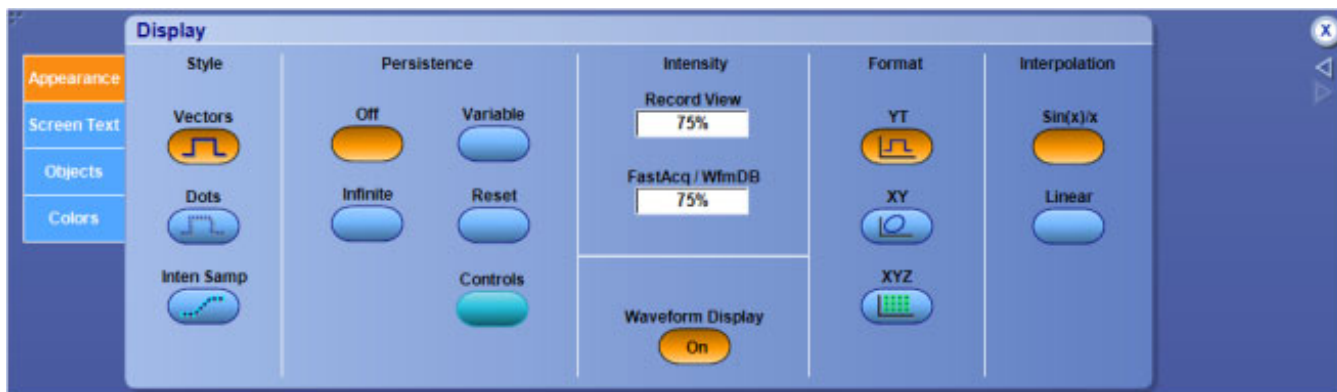 Display
X
Appearance
Screen Text
Objects
Colors
Style
Vectors
Dots
Inten Samp
Persistence
Off
Variable
Infinite
Reset
Controls
Intensity
Record View
75%
FastAcq / WfmDB
75%
Waveform Display
On
Format
YT
XY
XYZ
Interpolation
Sin(x)/x
Linear